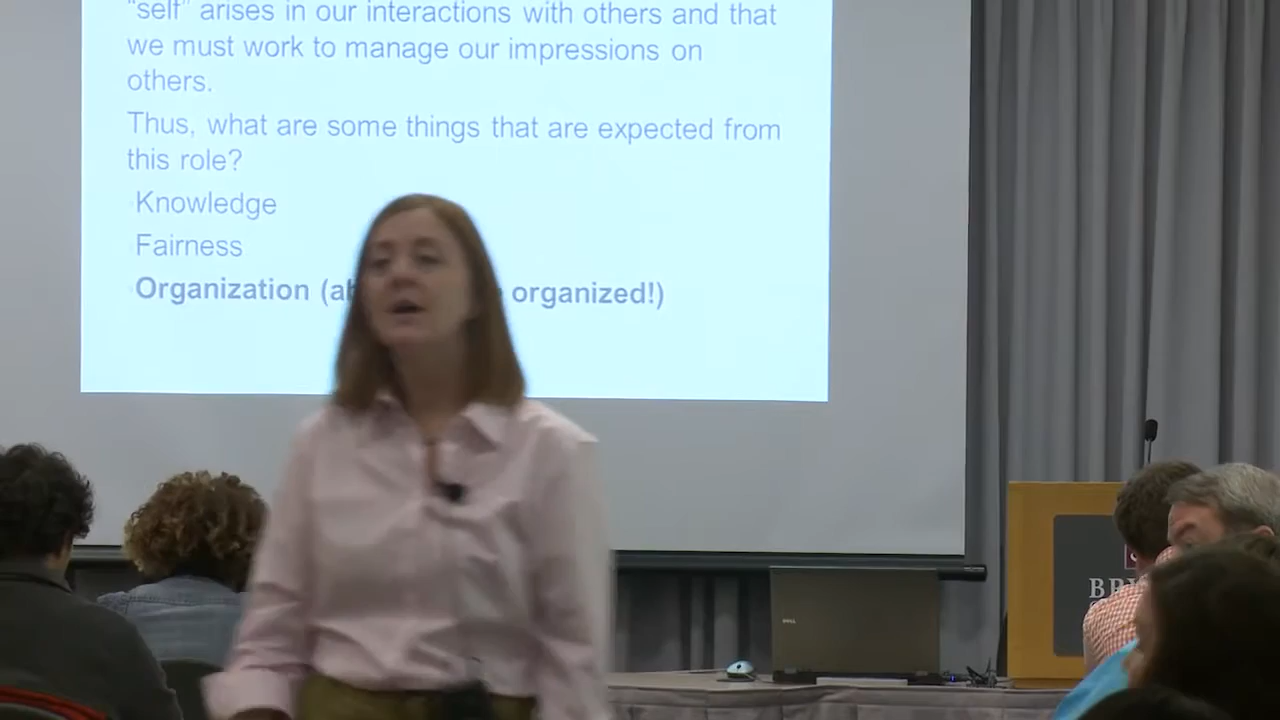 "self" arises in our interactions with others and that
we must work to manage our impressions on
others.
Thus, what are some things that are expected from
this role?
Knowledge
Fairness
Organization (a organized!)
DELL